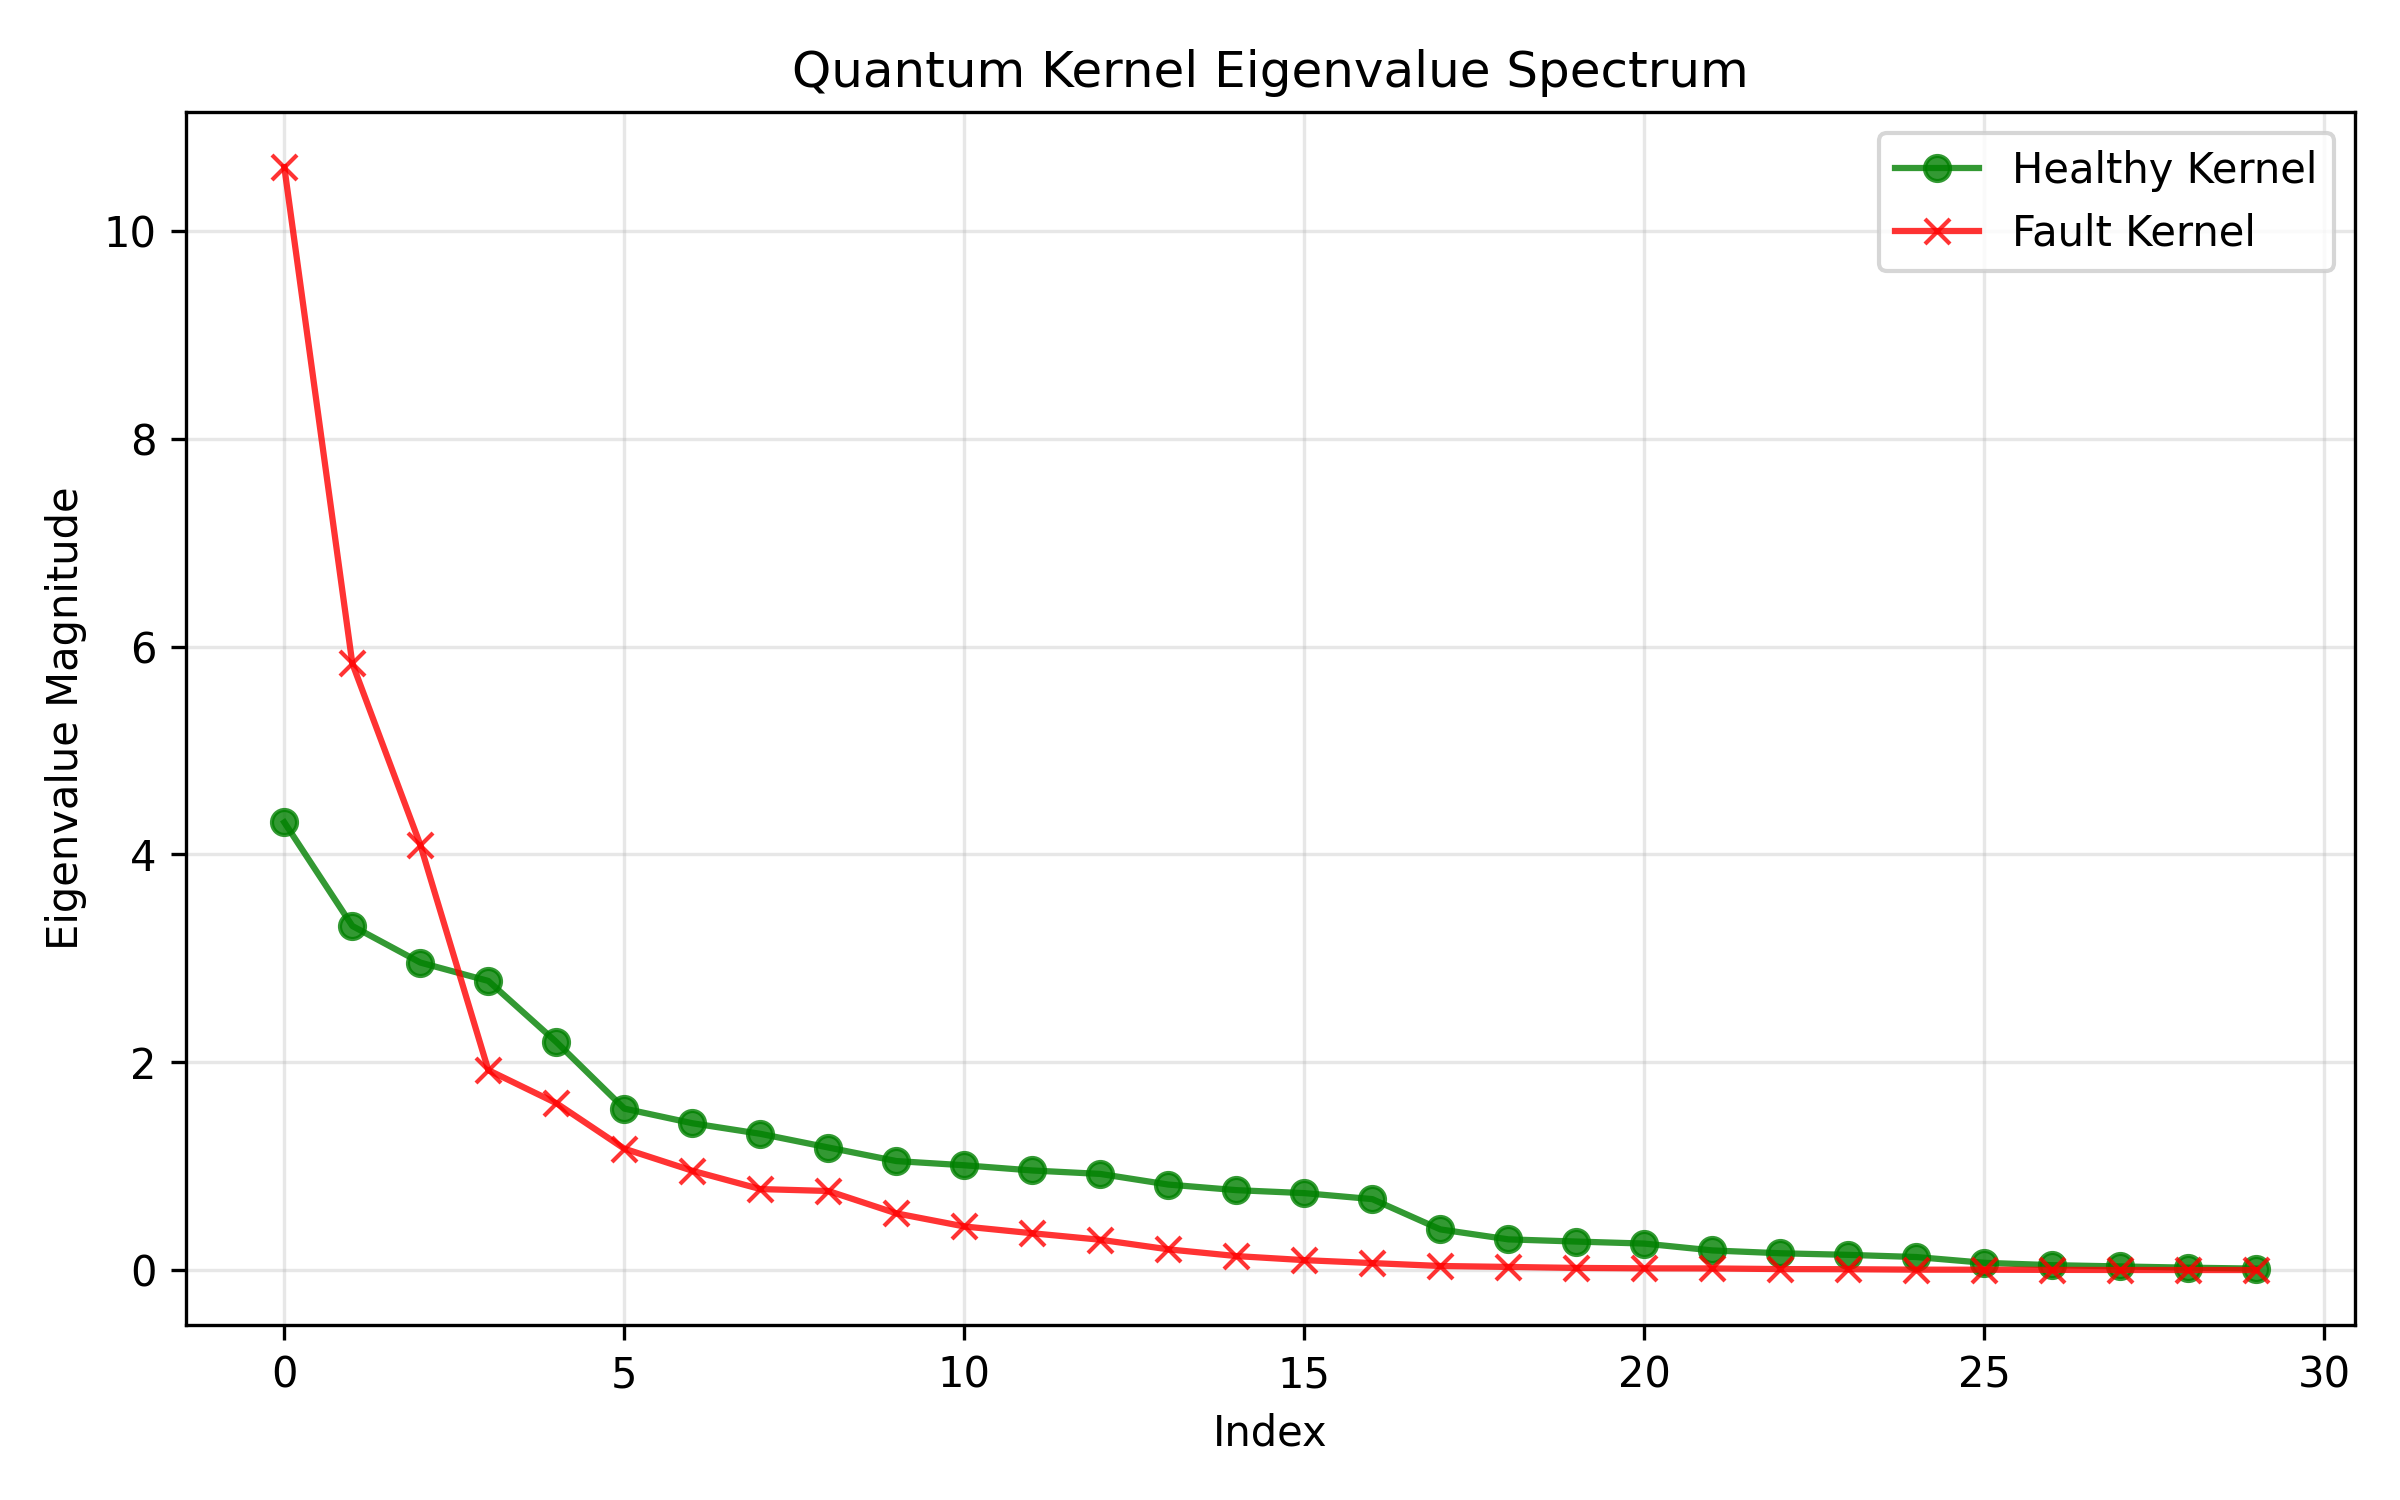 Quantum Kernel Eigenvalue Spectrum
Healthy Kernel
Fault Kernel
Eigenvalue Magnitude
10
8
6
4
2
0
0 5 10 15 20 25 30
Index